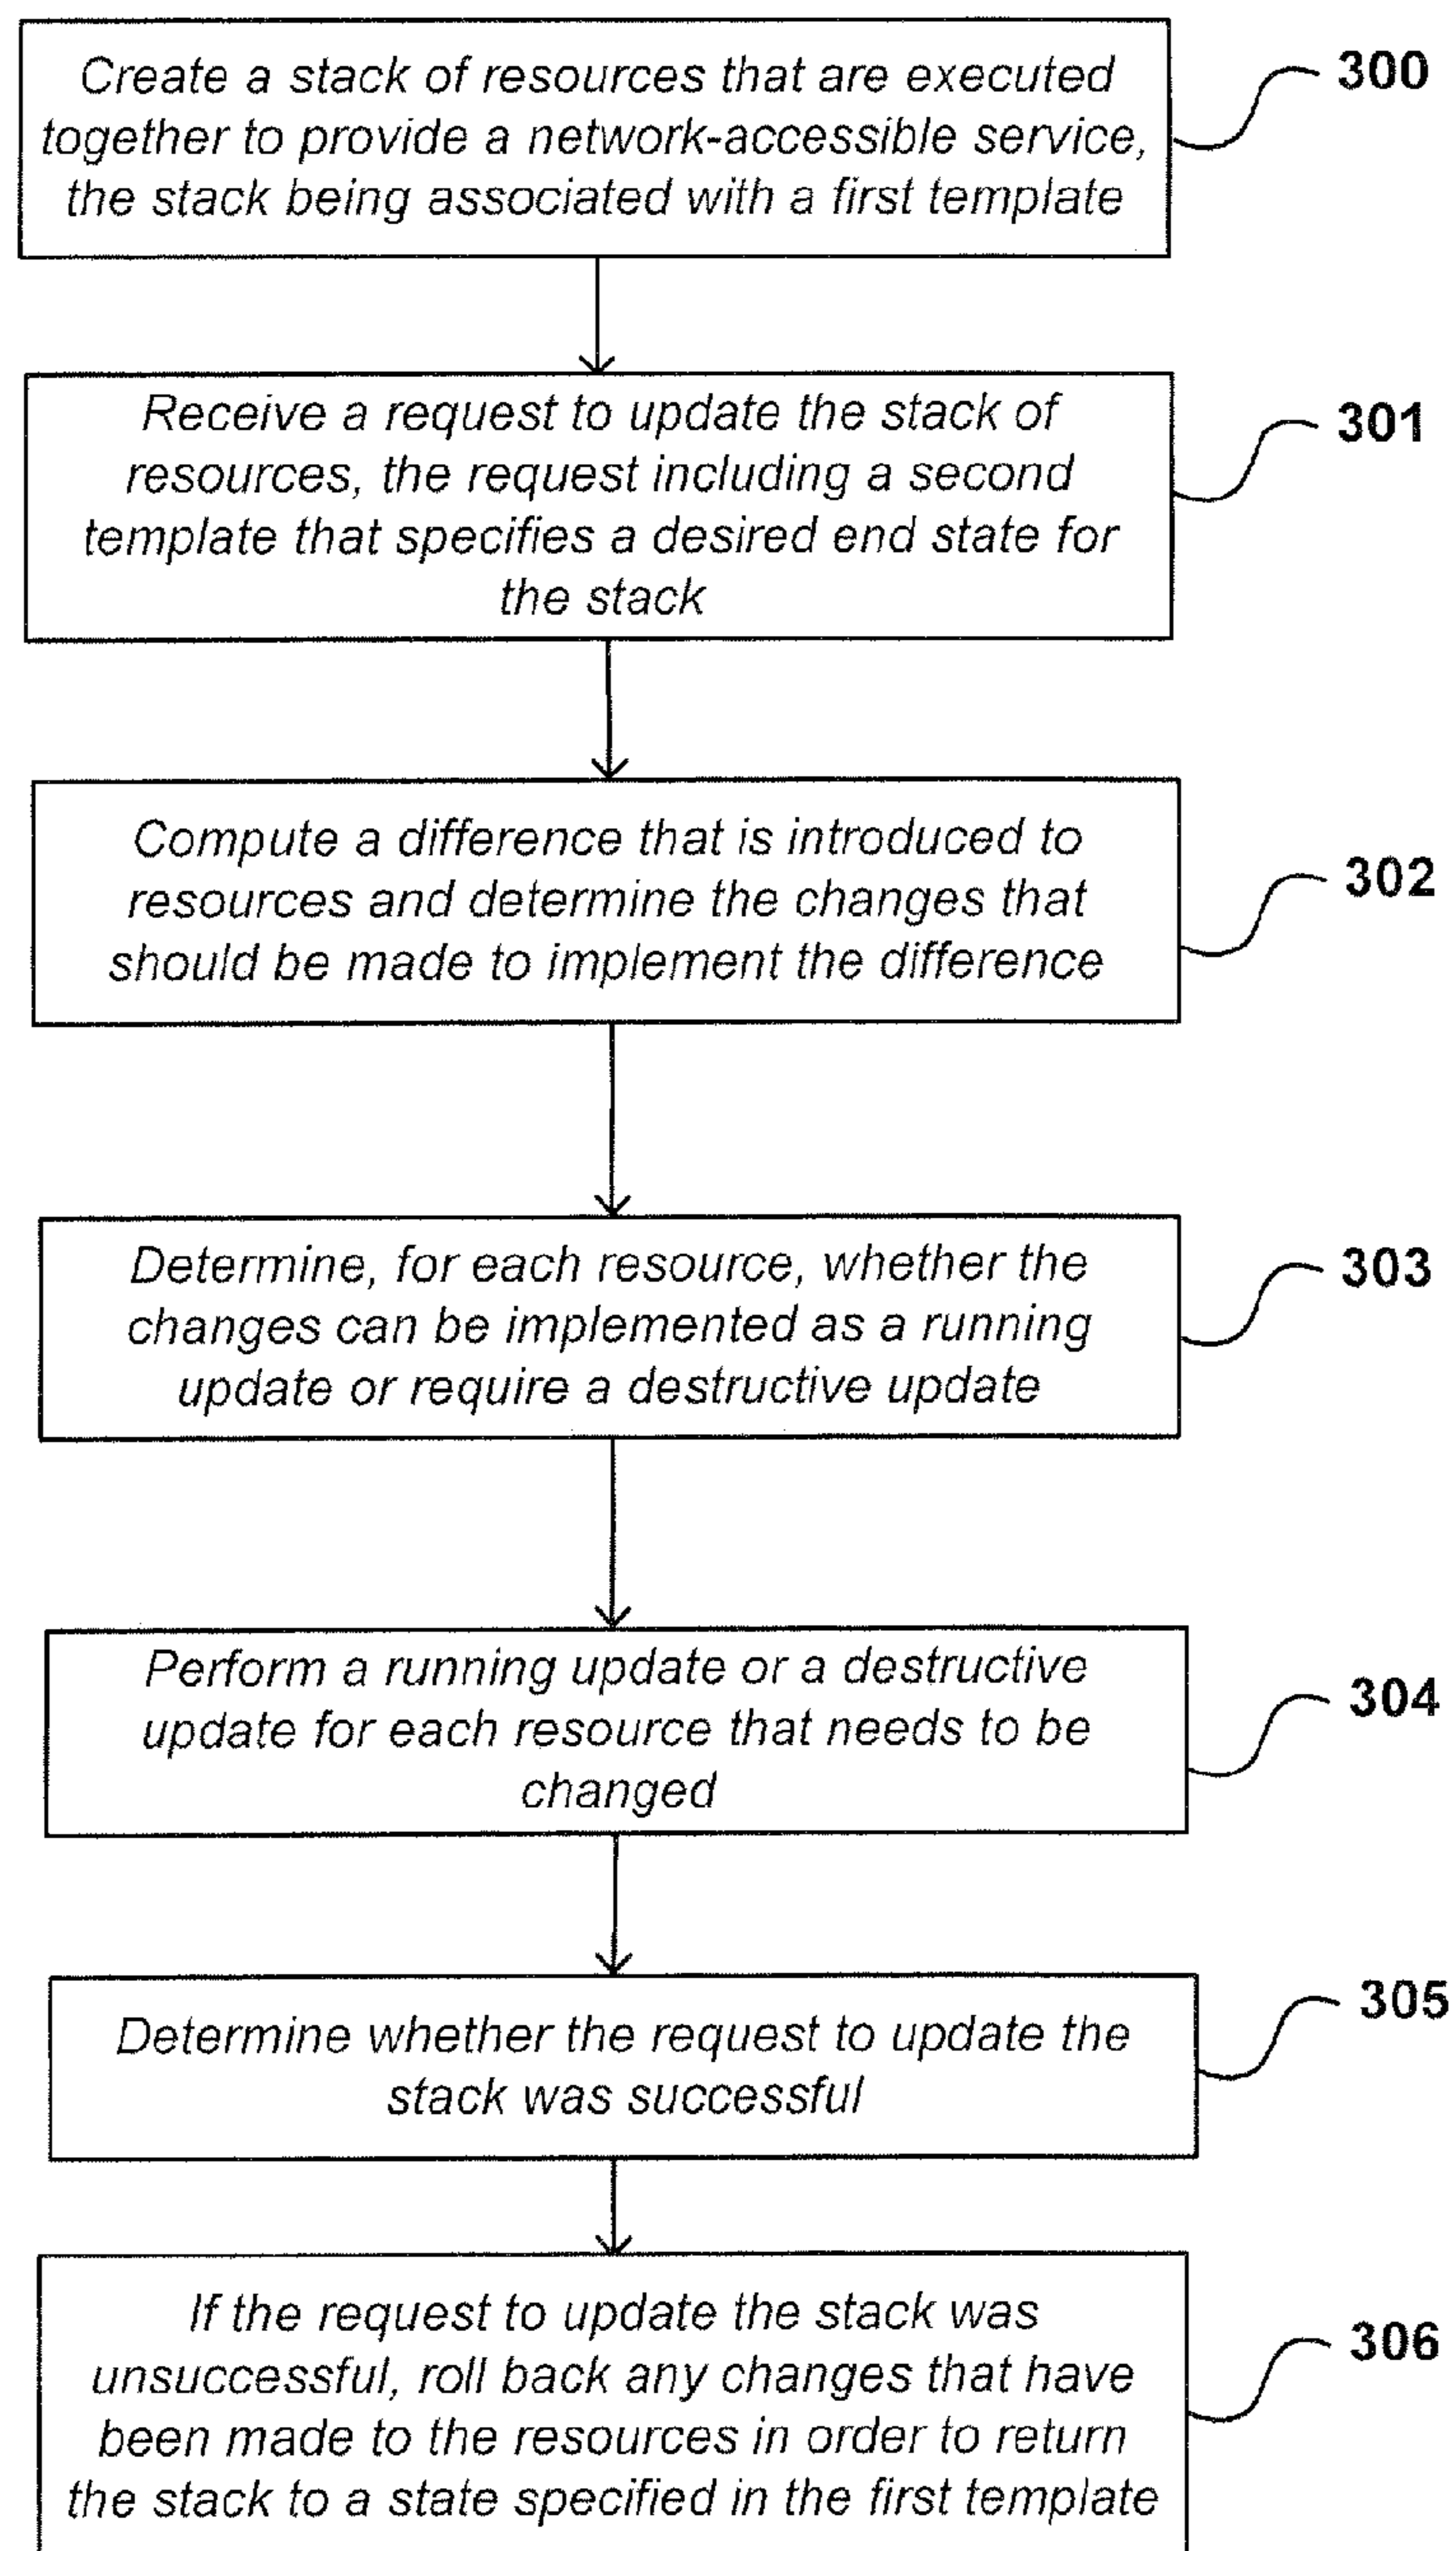 Create a stack of resources that are executed
together to provide a network-accessible service,
the stack being associated with a first template
300
Receive a request to update the stack of
resources, the request including a second
template that specifies a desired end state for
the stack
301
Compute a difference that is introduced to
resources and determine the changes that
should be made to implement the difference
302
Determine, for each resource, whether the
changes can be implemented as a running
update or require a destructive update
303
Perform a running update or a destructive
update for each resource that needs to be
changed
304
Determine whether the request to update the
stack was successful
305
If the request to update the stack was
unsuccessful, roll back any changes that have
been made to the resources in order to return
the stack to a state specified in the first template
306